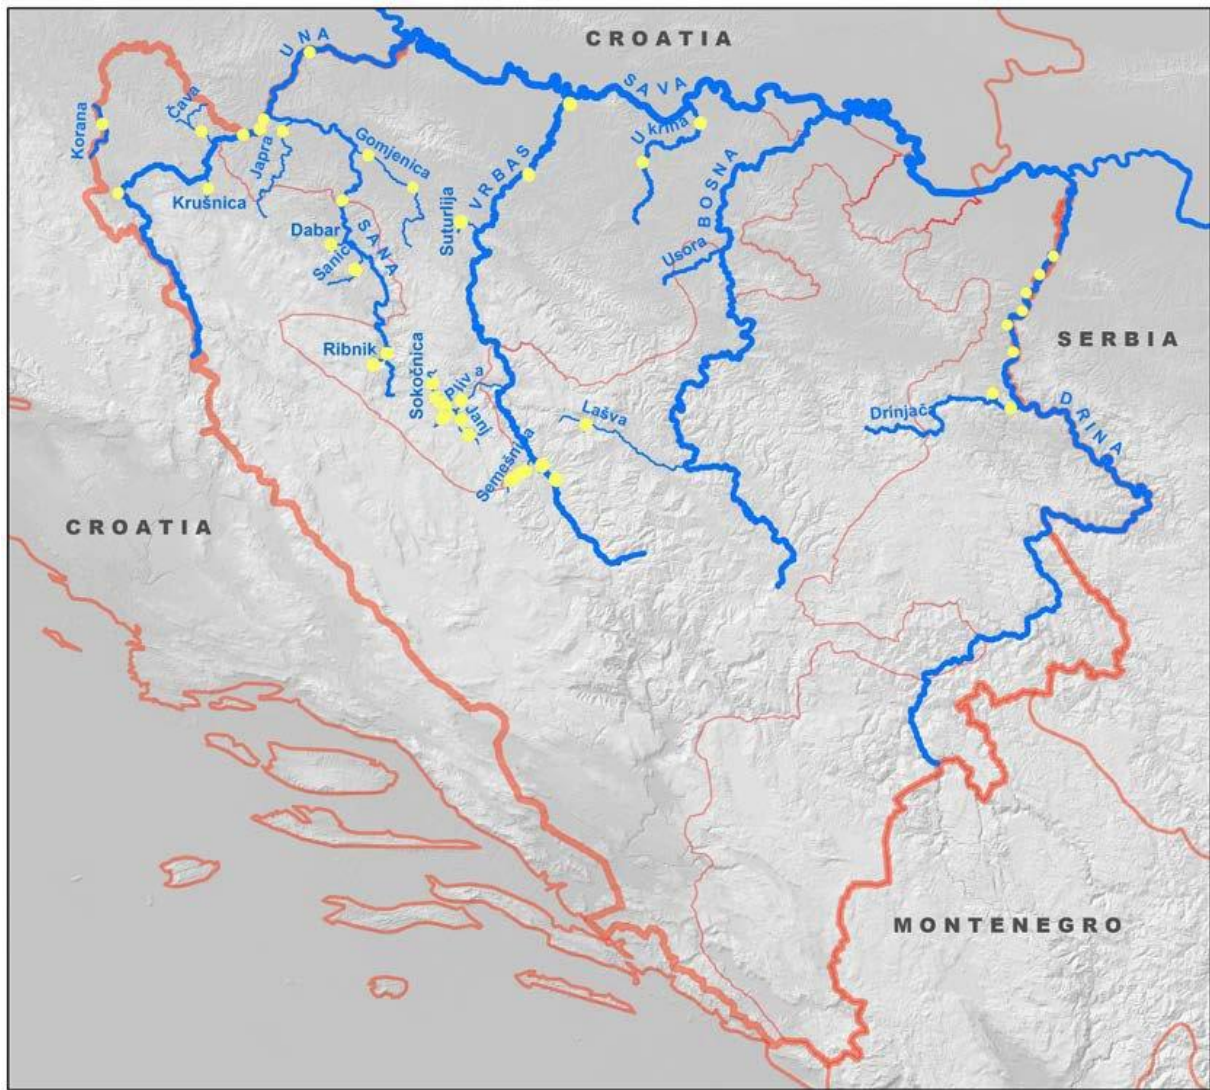 CROATIA
UNA
SAVA
Korana
Čava
Japra
Gomjenica
Ukrina
VRBAS
BOSNA
Krušnica
Suturlija
Dabar
Sanica
SANA
Usora
SERBIA
Ribnik
Sokočnica
Pliva
Janj
Lašva
Drinjača
DRINA
Semešnica
CROATIA
MONTENEGRO